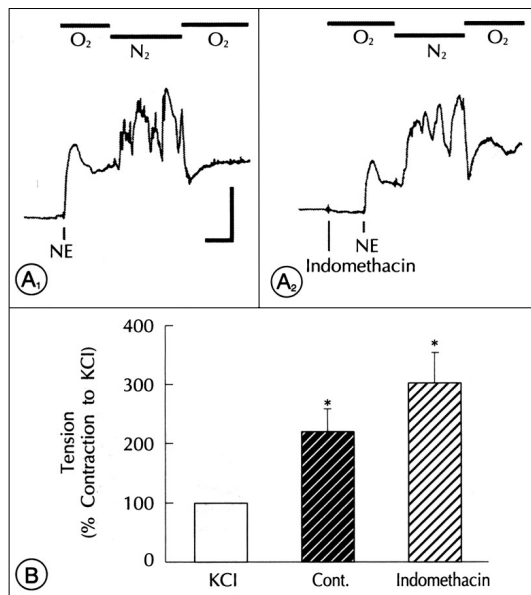 O₂ O₂
N₂
NE
A₁
O₂ O₂
N₂
NE
Indomethacin
A₂
B
Tension
(% Contraction to KCl)
400
300
200
100
0
* *
KCl Cont. Indomethacin